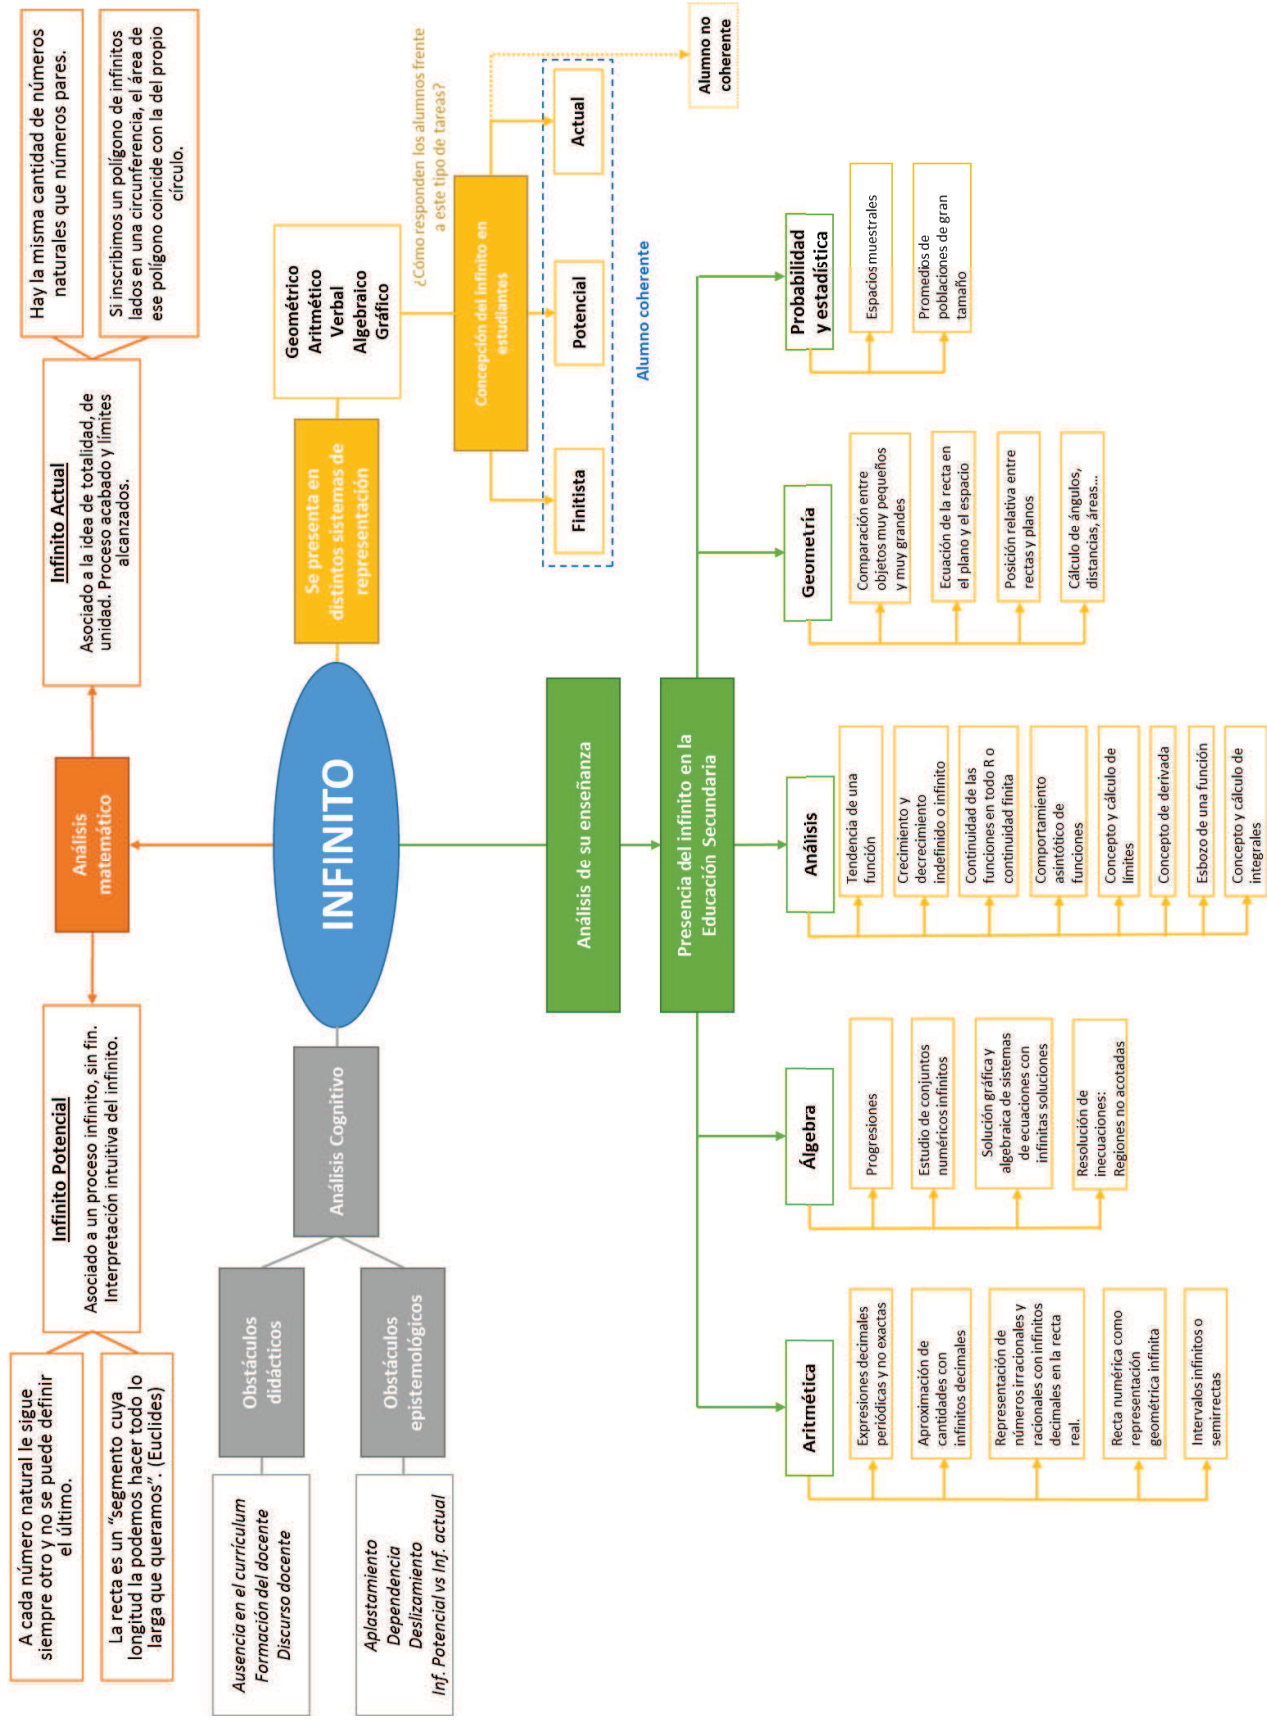 A cada número natural le sigue
siempre otro y no se puede definir
el último.
La recta es un “segmento cuya
longitud la podemos hacer todo lo
larga que queramos”. (Euclides)
Infinito Potencial
Asociado a un proceso infinito, sin fin.
Interpretación intuitiva del infinito.
Análisis
matemático
Infinito Actual
Asociado a la idea de totalidad, de
unidad. Proceso acabado y límites
alcanzados.
Hay la misma cantidad de números
naturales que números pares.
Si inscribimos un polígono de infinitos
lados en una circunferencia, el área de
ese polígono coincide con la del propio
círculo.
Ausencia en el currículum
Formación del docente
Discurso docente
Obstáculos
didácticos
Aplastamiento
Dependencia
Deslizamiento
Inf. Potencial vs Inf. actual
Obstáculos
epistemológicos
Análisis Cognitivo
INFINITO
Se presenta en
distintos sistemas de
representación
Geométrico
Aritmético
Verbal
Algebraico
Gráfico
¿Cómo responden los alumnos frente
a este tipo de tareas?
Concepción del infinito en
estudiantes
Finitista
Potencial
Actual
Alumno coherente
Alumno no
coherente
Análisis de su enseñanza
Presencia del infinito en la
Educación Secundaria
Aritmética
Expresiones decimales
periódicas y no exactas
Aproximación de
cantidades con
infinitos decimales
Representación de
números irracionales y
racionales con infinitos
decimales en la recta
real.
Recta numérica como
representación
geométrica infinita
Intervalos infinitos o
semirrectas
Álgebra
Progresiones
Estudio de conjuntos
numéricos infinitos
Solución gráfica y
algebraica de sistemas
de ecuaciones con
infinitas soluciones
Resolución de
inecuaciones:
Regiones no acotadas
Análisis
Tendencia de una
función
Crecimiento y
decrecimiento
indefinido o infinito
Continuidad de las
funciones en todo R o
continuidad finita
Comportamiento
asintótico de
funciones
Concepto y cálculo de
límites
Concepto de derivada
Esbozo de una función
Concepto y cálculo de
integrales
Geometría
Comparación entre
objetos muy pequeños
y muy grandes
Ecuación de la recta en
el plano y el espacio
Posición relativa entre
rectas y planos
Cálculo de ángulos,
distancias, áreas...
Probabilidad
y estadística
Espacios muestrales
Promedios de
poblaciones de gran
tamaño